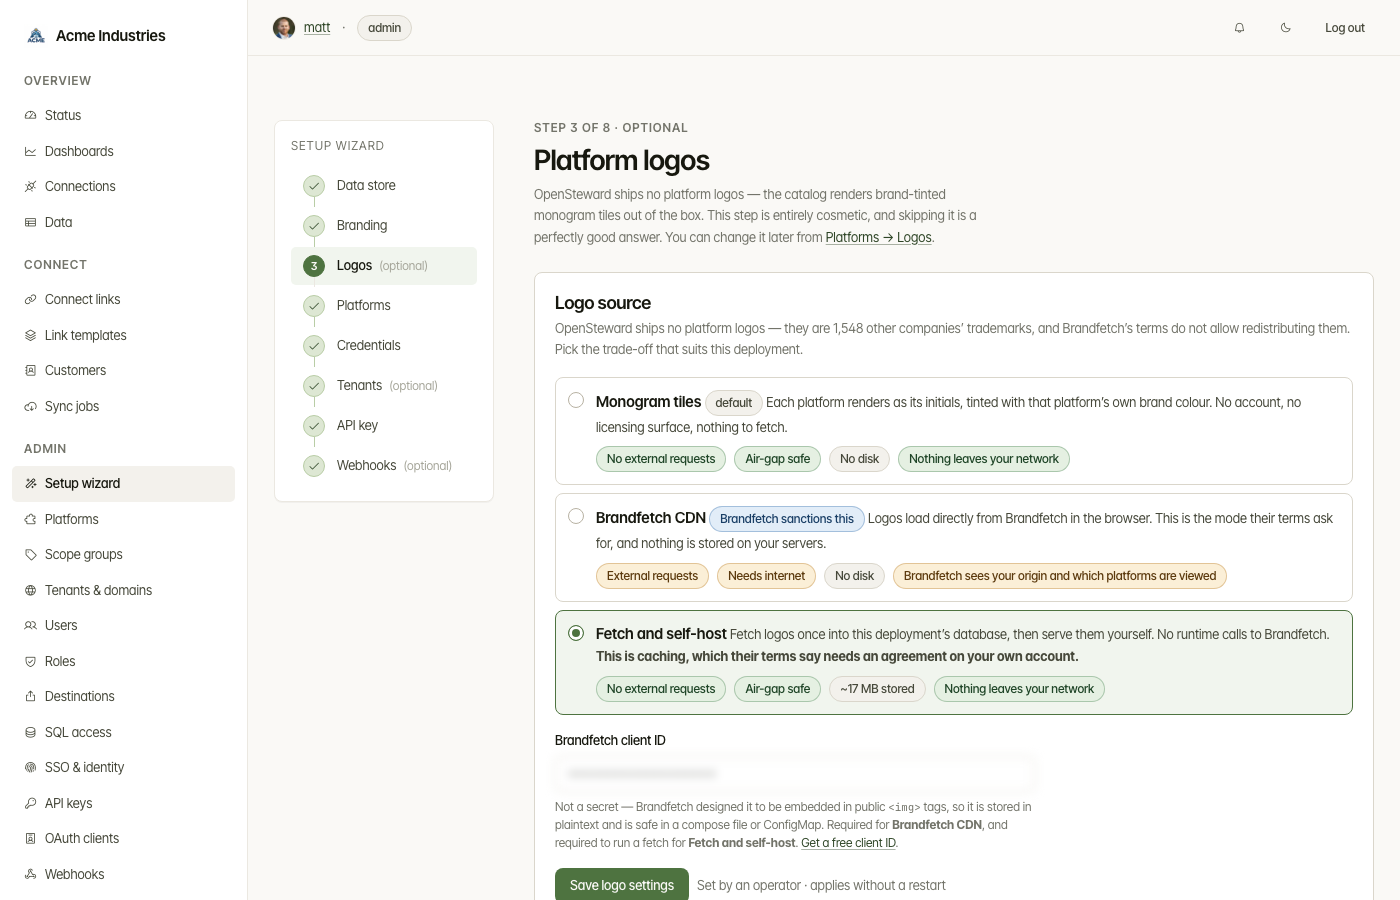 ACME
Acme Industries
OVERVIEW
Status
Dashboards
Connections
Data
CONNECT
Connect links
Link templates
Customers
Sync jobs
ADMIN
Setup wizard
Platforms
Scope groups
Tenants & domains
Users
Roles
Destinations
SQL access
SSO & identity
API keys
OAuth clients
Webhooks
matt · admin
Log out
SETUP WIZARD
Data store
Branding
3 Logos (optional)
Platforms
Credentials
Tenants (optional)
API key
Webhooks (optional)
STEP 3 OF 8 · OPTIONAL
Platform logos
OpenSteward ships no platform logos — the catalog renders brand-tinted
monogram tiles out of the box. This step is entirely cosmetic, and skipping it is a
perfectly good answer. You can change it later from Platforms → Logos.
Logo source
OpenSteward ships no platform logos — they are 1,548 other companies’ trademarks, and Brandfetch’s terms do not allow redistributing them.
Pick the trade-off that suits this deployment.
Monogram tiles default Each platform renders as its initials, tinted with that platform’s own brand colour. No account, no
licensing surface, nothing to fetch.
No external requests Air-gap safe No disk Nothing leaves your network
Brandfetch CDN Brandfetch sanctions this Logos load directly from Brandfetch in the browser. This is the mode their terms ask
for, and nothing is stored on your servers.
External requests Needs internet No disk Brandfetch sees your origin and which platforms are viewed
Fetch and self-host Fetch logos once into this deployment’s database, then serve them yourself. No runtime calls to Brandfetch.
This is caching, which their terms say needs an agreement on your own account.
No external requests Air-gap safe ~17 MB stored Nothing leaves your network
Brandfetch client ID
Not a secret — Brandfetch designed it to be embedded in public <img> tags, so it is stored in
plaintext and is safe in a compose file or ConfigMap. Required for Brandfetch CDN, and
required to run a fetch for Fetch and self-host. Get a free client ID.
Save logo settings Set by an operator · applies without a restart